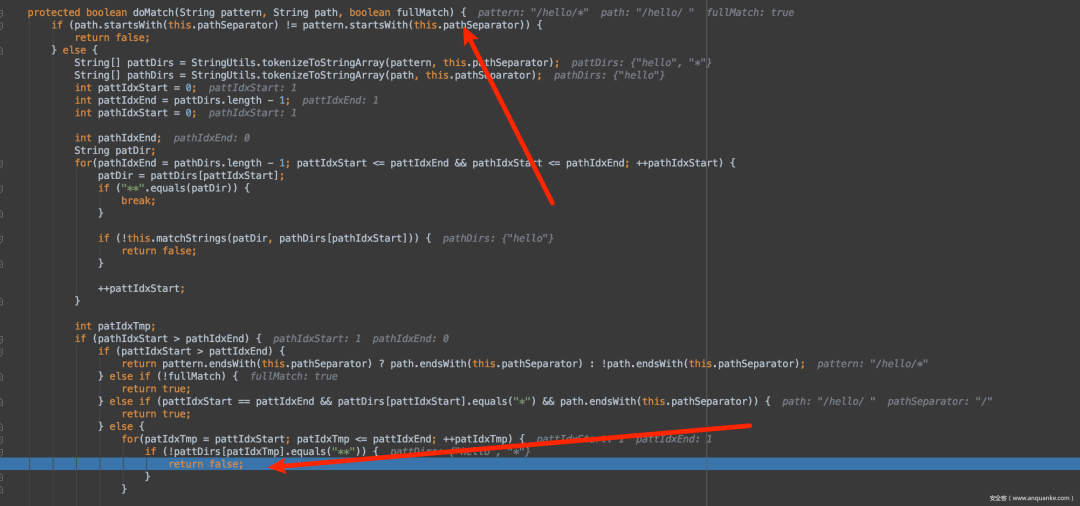 protected boolean doMatch(String pattern, String path, boolean fullMatch) { pattern: "/hello/*" path: "/hello/ " fullMatch: true
if (path.startsWith(this.pathSeparator) != pattern.startsWith(this.pathSeparator)) {
return false;
} else {
String[] pattDirs = StringUtils.tokenizeToStringArray(pattern, this.pathSeparator); pattDirs: {"hello", "*"}
String[] pathDirs = StringUtils.tokenizeToStringArray(path, this.pathSeparator); pathDirs: {"hello"}
int pattIdxStart = 0; pattIdxStart: 1
int pattIdxEnd = pattDirs.length - 1; pattIdxEnd: 1
int pathIdxStart = 0; pathIdxStart: 1
int pathIdxEnd; pathIdxEnd: 0
String patDir;
for(pathIdxEnd = pathDirs.length - 1; pattIdxStart <= pattIdxEnd && pathIdxStart <= pathIdxEnd; ++pathIdxStart) {
patDir = pattDirs[pattIdxStart];
if ("**".equals(patDir)) {
break;
}
if (!this.matchStrings(patDir, pathDirs[pathIdxStart])) { pathDirs: {"hello"}
return false;
}
++pattIdxStart;
}
int patIdxTmp;
if (pathIdxStart > pathIdxEnd) { pathIdxStart: 1 pathIdxEnd: 0
if (pattIdxStart > pattIdxEnd) {
return pattern.endsWith(this.pathSeparator) ? path.endsWith(this.pathSeparator) : !path.endsWith(this.pathSeparator); pattern: "/hello/*"
} else if (!fullMatch) { fullMatch: true
return true;
} else if (pattIdxStart == pattIdxEnd && pattDirs[pattIdxStart].equals("*") && path.endsWith(this.pathSeparator)) { path: "/hello/ " pathSeparator: "/"
return true;
} else {
for(patIdxTmp = pattIdxStart; patIdxTmp <= pattIdxEnd; ++patIdxTmp) { pattIdxStart: 1 pattIdxEnd: 1
if (!pattDirs[patIdxTmp].equals("**")) { pattDirs: {"hello", "*"}
return false;
}
}
安全客（www.anquanke.com）